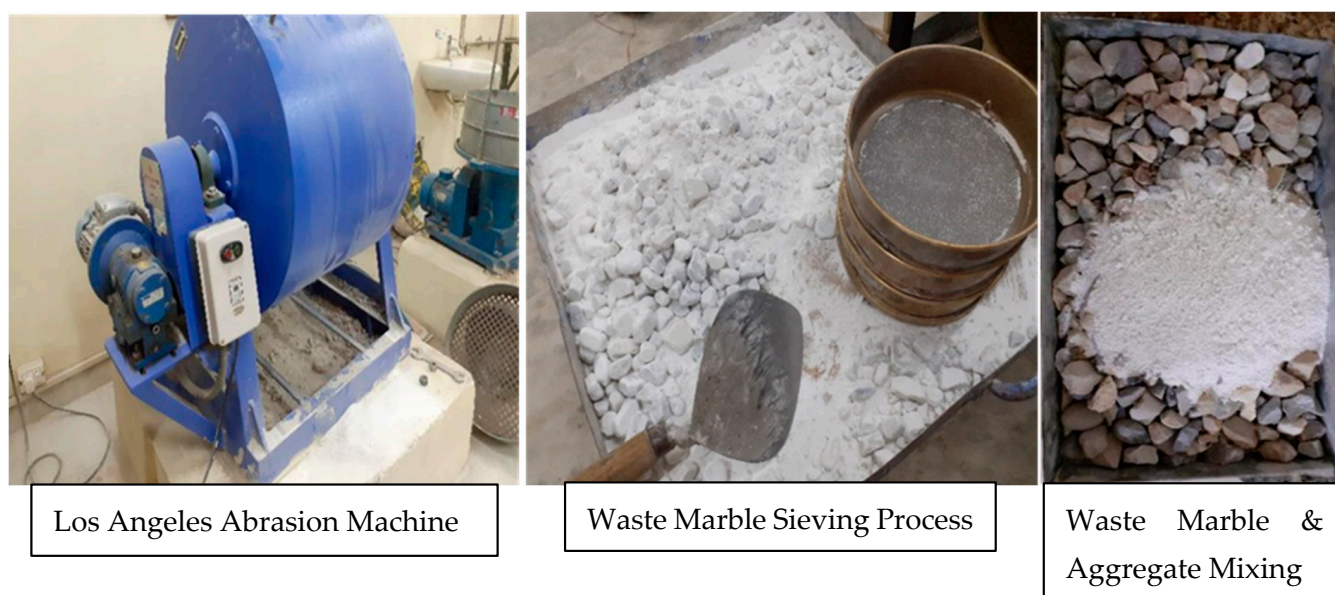 Los Angeles Abrasion Machine
Waste Marble Sieving Process
Waste Marble &
Aggregate Mixing